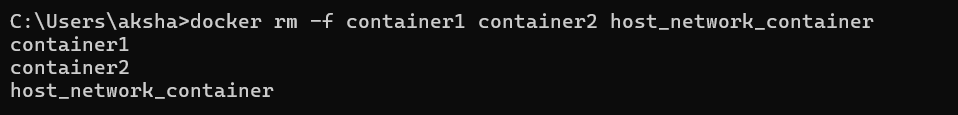 C:\Users\aksha>docker rm -f container1 container2 host_network_container
container1
container2
host_network_container